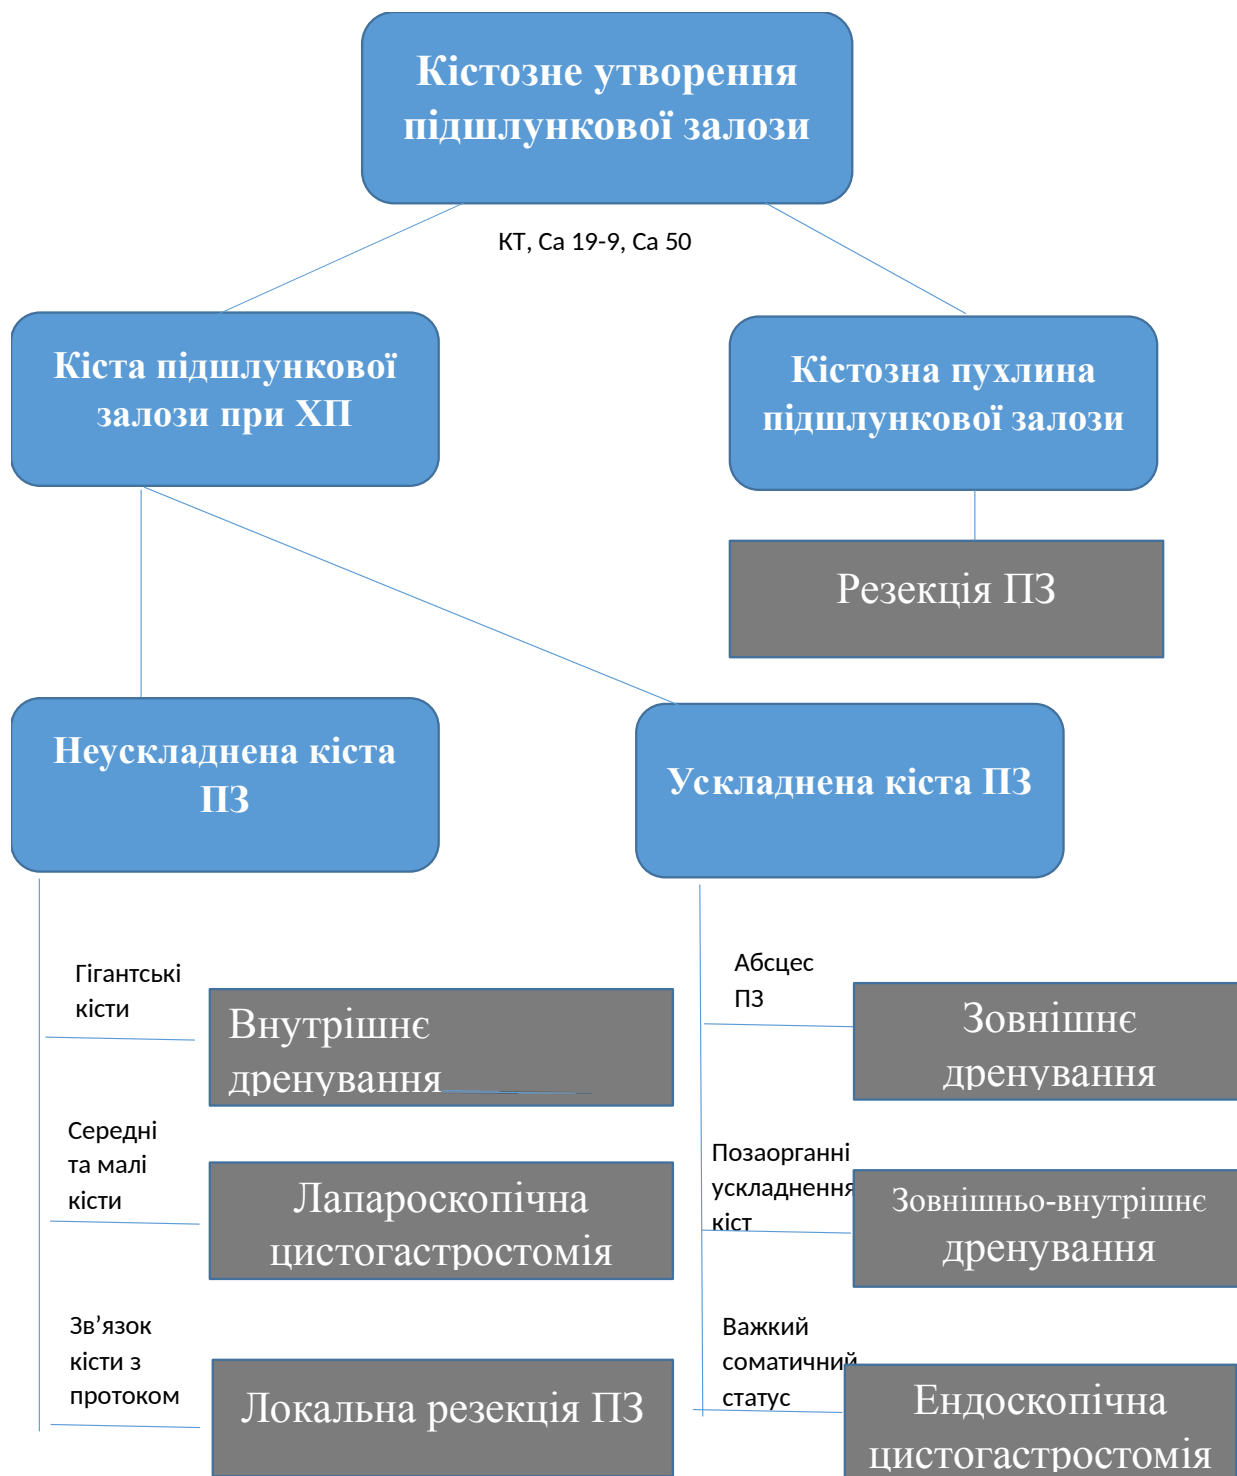 Кістозне утворення
підшлункової залози
КТ, Са 19-9, Са 50
Кіста підшлункової
залози при ХП
Кістозна пухлина
підшлункової залози
Резекція ПЗ
Неускладнена кіста
ПЗ
Ускладнена кіста ПЗ
Гігантські
кісти
Внутрішнє
дренування
Середні
та малі
кісти
Лапароскопічна
цистогастростомія
Зв’язок
кісти з
протоком
Локальна резекція ПЗ
Абсцес
ПЗ
Зовнішнє
дренування
Позаорганні
ускладнення
кіст
Зовнішньо-внутрішнє
дренування
Важкий
соматичний
статус
Ендоскопічна
цистогастростомія